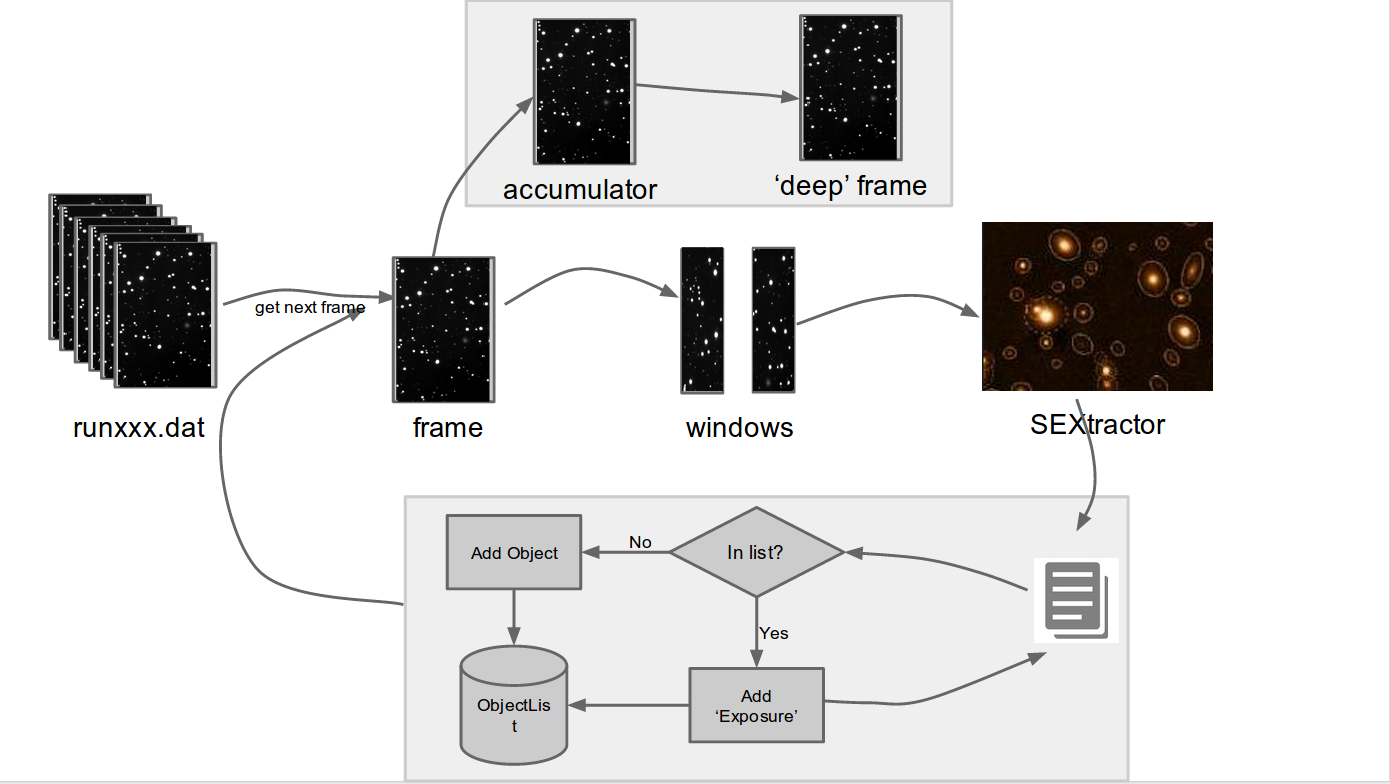 accumulator
‘deep’ frame
get next frame
runxxx.dat
frame
windows
SEXtractor
Add Object
No
In list?
Yes
ObjectLis
t
Add
‘Exposure’